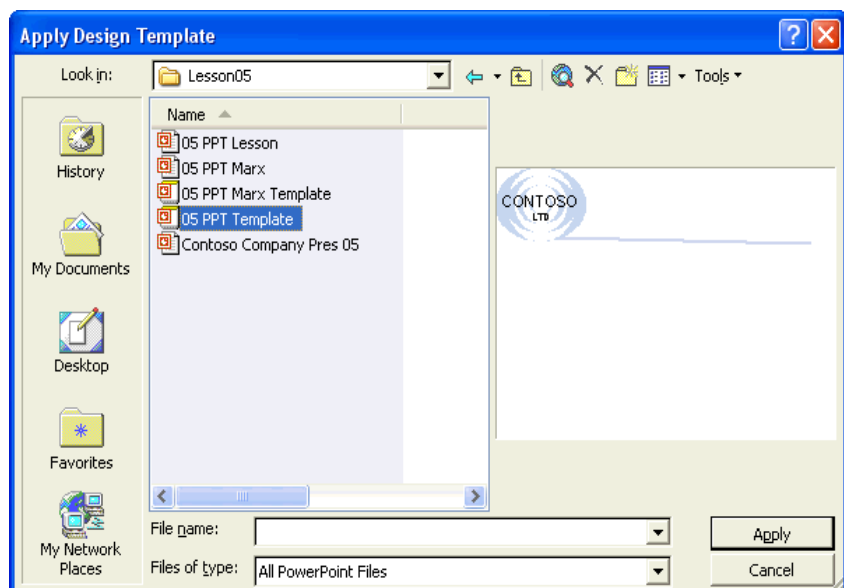 Apply Design Template
Look in:
Lesson05
Tools
Name
05 PPT Lesson
05 PPT Marx
05 PPT Marx Template
05 PPT Template
Contoso Company Pres 05
History
My Documents
Desktop
Favorites
My Network
Places
CONTOSO
LTD
File name:
Apply
Files of type:
All PowerPoint Files
Cancel